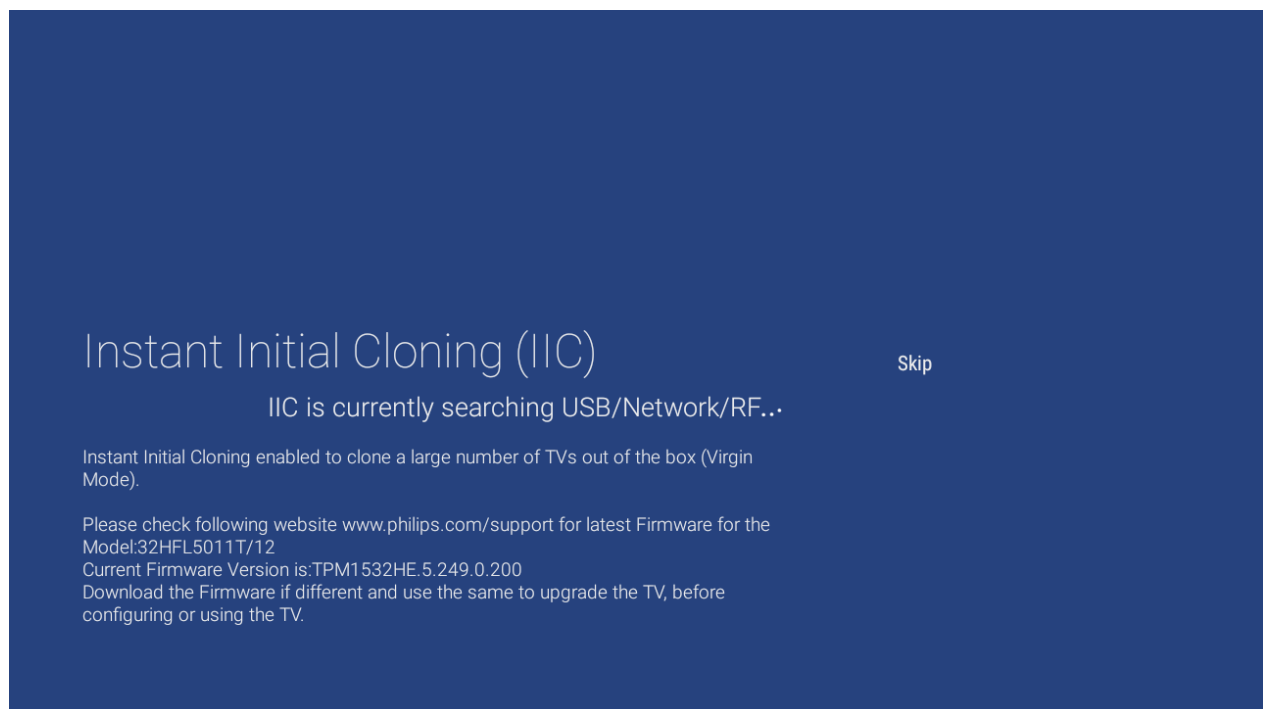 Instant Initial Cloning (IIC)
Skip
IIC is currently searching USB/Network/RF...
Instant Initial Cloning enabled to clone a large number of TVs out of the box (Virgin
Mode).
Please check following website www.philips.com/support for latest Firmware for the
Model:32HFL5011T/12
Current Firmware Version is:TPM1532HE.5.249.0.200
Download the Firmware if different and use the same to upgrade the TV, before
configuring or using the TV.